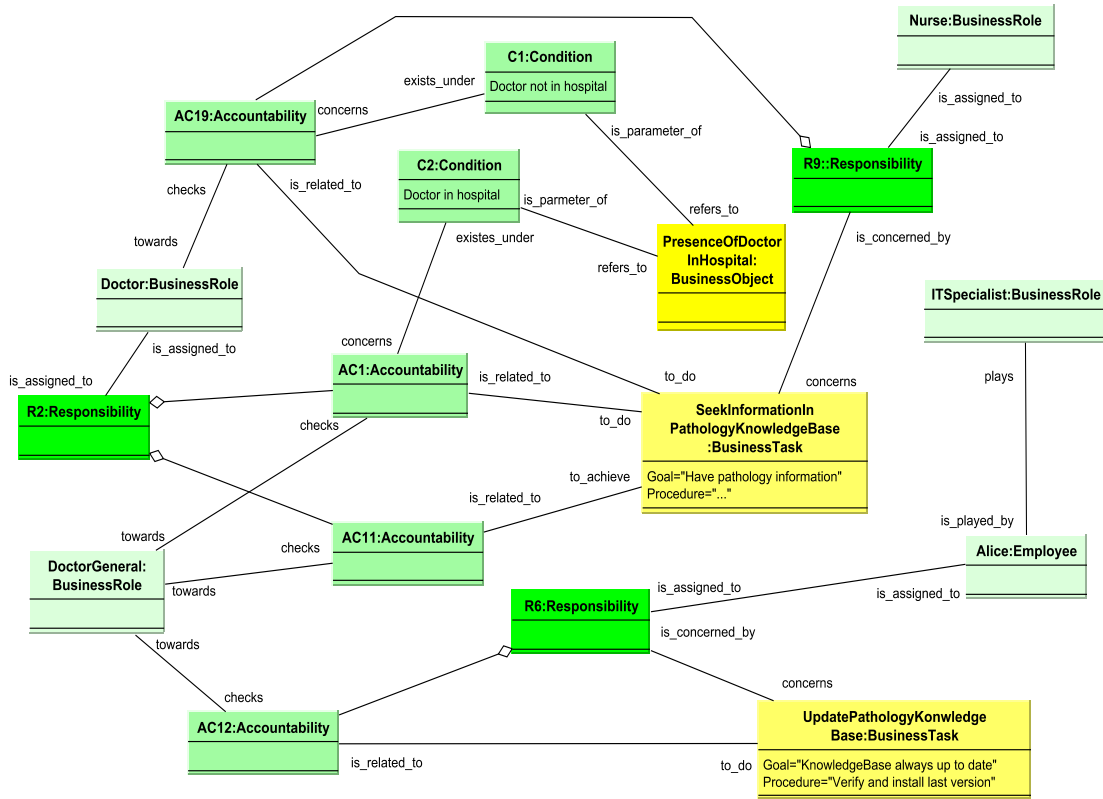 Nurse:BusinessRole
C1:Condition
Doctor not in hospital
exists_under
concerns
AC19:Accountability
is_parameter_of
is_assigned_to
is_assigned_to
R9::Responsibility
C2:Condition
Doctor in hospital
is_related_to
checks
is_parmeter_of
refers_to
existes_under
towards
PresenceOfDoctor
InHospital:
BusinessObject
refers_to
is_concerned_by
Doctor:BusinessRole
ITSpecialist:BusinessRole
is_assigned_to
concerns
is_assigned_to
AC1:Accountability
is_related_to
to_do
concerns
plays
R2:Responsibility
checks
to_do
SeekInformationIn
PathologyKnowledgeBase
:BusinessTask
Goal="Have pathology information"
Procedure="..."
to_achieve
is_related_to
is_played_by
towards
checks
AC11:Accountability
Alice:Employee
DoctorGeneral:
BusinessRole
towards
is_assigned_to
is_assigned_to
R6:Responsibility
is_concerned_by
towards
checks
concerns
AC12:Accountability
is_related_to
to_do
UpdatePathologyKonwledge
Base:BusinessTask
Goal="KnowledgeBase always up to date"
Procedure="Verify and install last version"